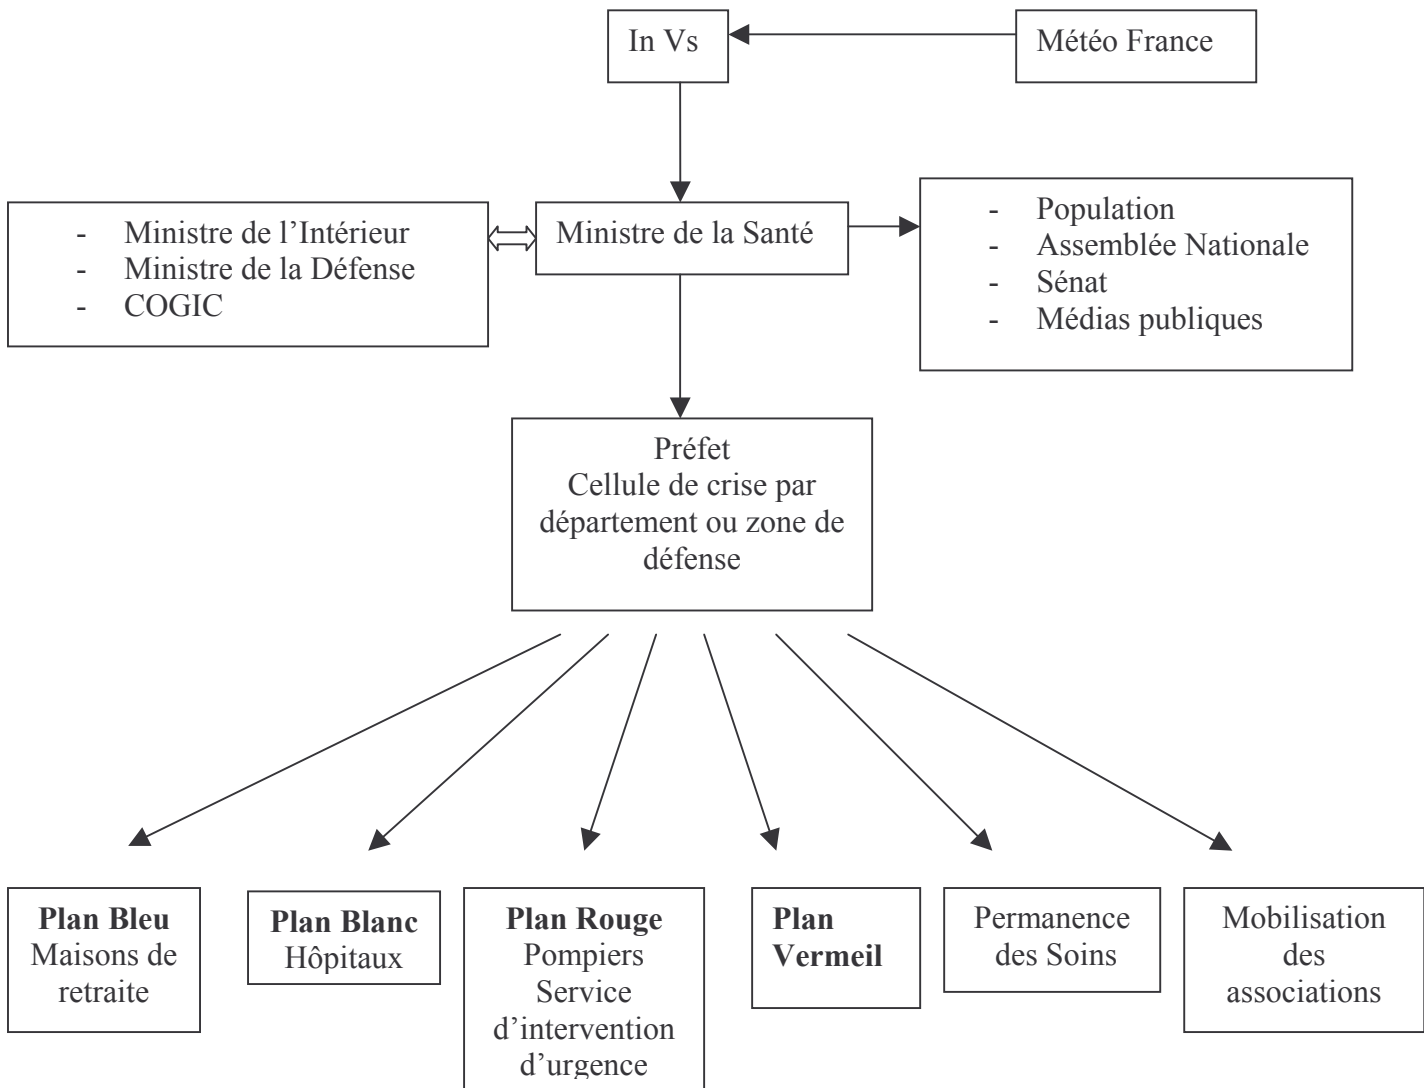 In Vs
Météo France
- Ministre de l’Intérieur
- Ministre de la Défense
- COGIC
Ministre de la Santé
- Population
- Assemblée Nationale
- Sénat
- Médias publiques
Préfet
Cellule de crise par
département ou zone de
défense
Plan Bleu
Maisons de
retraite
Plan Blanc
Hôpitaux
Plan Rouge
Pompiers
Service
d’intervention
d’urgence
Plan
Vermeil
Permanence
des Soins
Mobilisation
des
associations